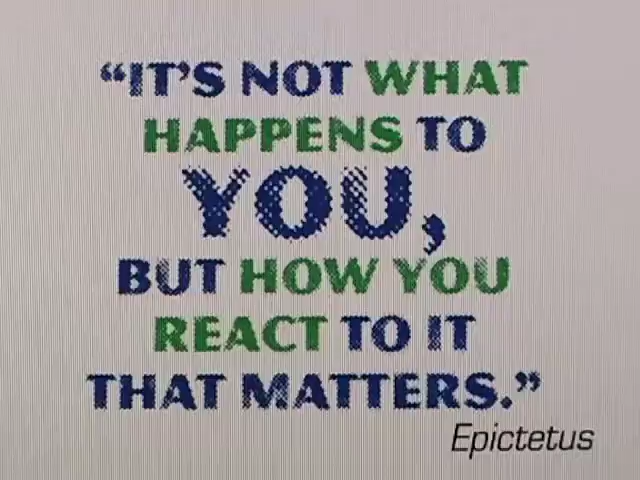 “IT’S NOT WHAT
HAPPENS TO
YOU,
BUT HOW YOU
REACT TO IT
THAT MATTERS.”
Epictetus